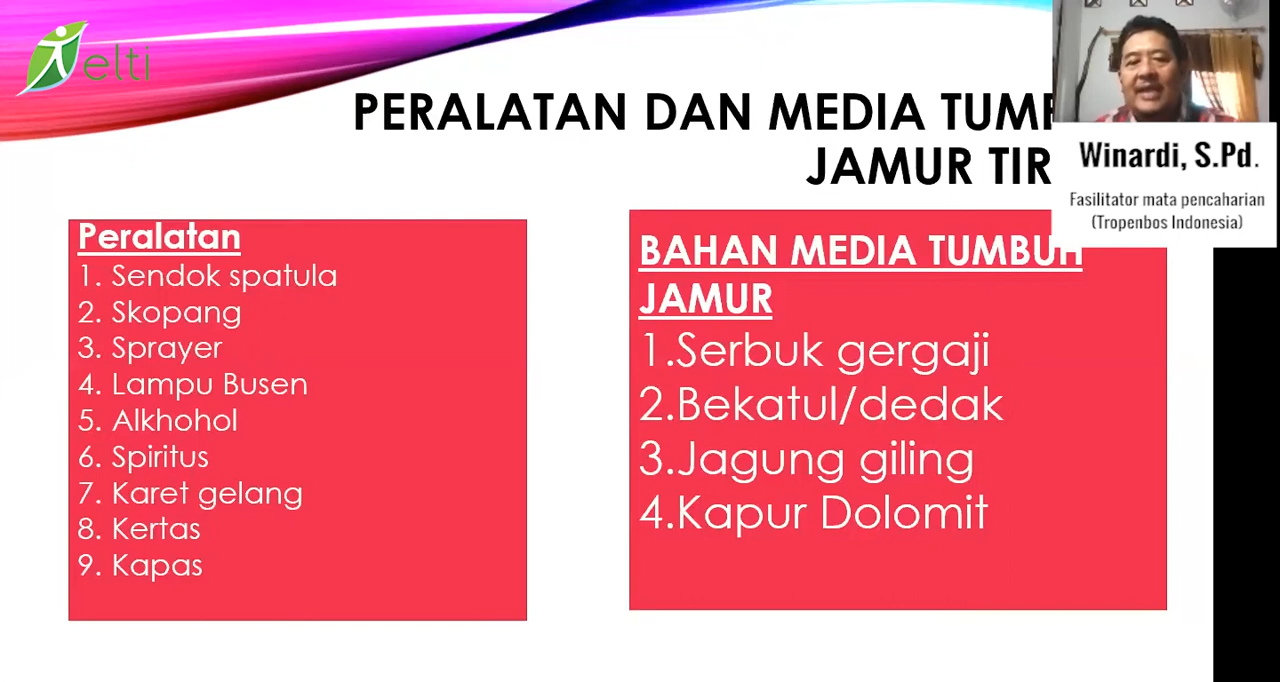 elti
PERALATAN DAN MEDIA
JAMUR
Winardi, S.Pd.
Fasilitator mata pencaharian
(Tropenbos Indonesia)
Peralatan
1. Sendok spatula
2. Skopang
3. Sprayer
4. Lampu Busen
5. Alkhohol
6. Spiritus
7. Karet gelang
8. Kertas
9. Kapas
BAHAN MEDIA TUMBUH
JAMUR
1.Serbuk gergaji
2.Bekatul/dedak
3.Jagung giling
4.Kapur Dolomit